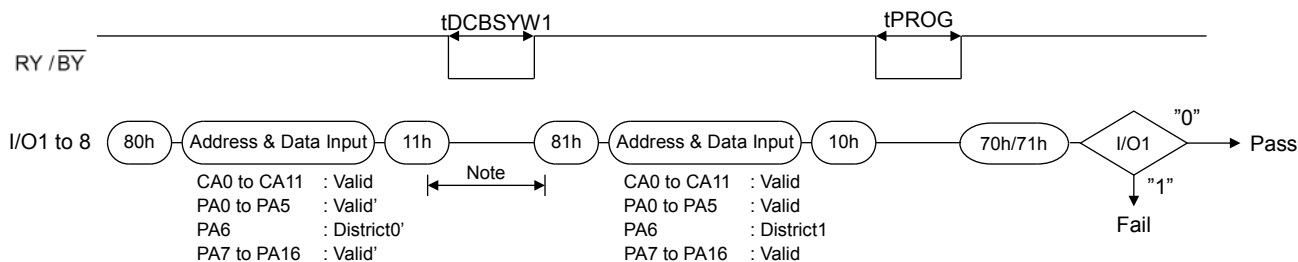 tDCBSYW1
tPROG
RY / BY
I/O1 to 8
80h
Address & Data Input
11h
81h
Address & Data Input
10h
70h/71h
I/O1
"0"
Pass
"1"
Fail
Note
CA0 to CA11 : Valid
PA0 to PA5 : Valid'
PA6 : District0'
PA7 to PA16 : Valid'
CA0 to CA11 : Valid
PA0 to PA5 : Valid
PA6 : District1
PA7 to PA16 : Valid